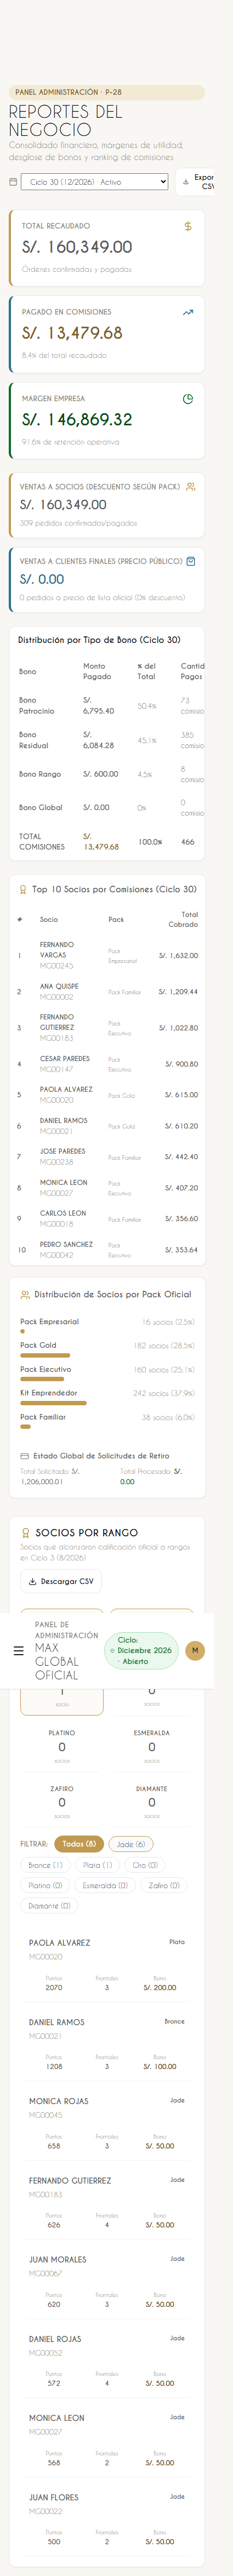 PANEL ADMINISTRACIÓN · P-28
REPORTES DEL
NEGOCIO
Consolidado financiero, márgenes de utilidad,
desglose de bonos y ranking de comisiones.
Ciclo 30 (12/2026) · Activo
Expor
CSV
TOTAL RECAUDADO
S/. 160,349.00
Órdenes confirmadas y pagadas
PAGADO EN COMISIONES
S/. 13,479.68
8.4% del total recaudado
MARGEN EMPRESA
S/. 146,869.32
91.6% de retención operativa
VENTAS A SOCIOS (DESCUENTO SEGÚN PACK)
S/. 160,349.00
309 pedidos confirmados/pagados
VENTAS A CLIENTES FINALES (PRECIO PÚBLICO)
S/. 0.00
0 pedidos a precio de lista oficial (0% descuento)
Distribución por Tipo de Bono (Ciclo 30)
Bono Monto Pagado % del Total Cantid Pagos
Bono Patrocinio S/. 6,795.40 50.4% 73 comisio
Bono Residual S/. 6,084.28 45.1% 385 comisio
Bono Rango S/. 600.00 4.5% 8 comisio
Bono Global S/. 0.00 0% 0 comisio
TOTAL COMISIONES S/. 13,479.68 100.0% 466
Top 10 Socios por Comisiones (Ciclo 30)
# Socio Pack Total Cobrado
1 FERNANDO VARGAS MG00245 Pack Empresarial S/. 1,632.00
2 ANA QUISPE MG00002 Pack Familiar S/. 1,209.44
3 FERNANDO GUTIERREZ MG00183 Pack Ejecutivo S/. 1,022.80
4 CESAR PAREDES MG00147 Pack Ejecutivo S/. 900.80
5 PAOLA ALVAREZ MG00020 Pack Gold S/. 615.00
6 DANIEL RAMOS MG00021 Pack Gold S/. 610.20
7 JOSE PAREDES MG00238 Pack Familiar S/. 442.40
8 MONICA LEON MG00027 Pack Ejecutivo S/. 407.20
9 CARLOS LEON MG00018 Pack Familiar S/. 356.60
10 PEDRO SANCHEZ MG00042 Pack Ejecutivo S/. 353.64
Distribución de Socios por Pack Oficial
Pack Empresarial 16 socios (2.5%)
Pack Gold 182 socios (28.5%)
Pack Ejecutivo 160 socios (25.1%)
Kit Emprendedor 242 socios (37.9%)
Pack Familiar 38 socios (6.0%)
Estado Global de Solicitudes de Retiro
Total Solicitado: S/. 1,206,000.01
Total Procesado: S/. 0.00
SOCIOS POR RANGO
Socios que alcanzaron calificación oficial a rangos
en Ciclo 3 (8/2026)
Descargar CSV
PANEL DE
ADMINISTRACIÓN
MAX
GLOBAL
OFICIAL
Ciclo:
Diciembre 2026
· Abierto
M
1 0
socio socios
PLATINO ESMERALDA
0 0
socios socios
ZAFIRO DIAMANTE
0 0
socios socios
FILTRAR: Todas (8) Jade (6)
Bronce (1) Plata (1) Oro (0)
Platino (0) Esmeralda (0) Zafiro (0)
Diamante (0)
PAOLA ALVAREZ Plata
MG00020
Puntos Frontales Bono
2070 3 S/. 200.00
DANIEL RAMOS Bronce
MG00021
Puntos Frontales Bono
1208 3 S/. 100.00
MONICA ROJAS Jade
MG00045
Puntos Frontales Bono
658 3 S/. 50.00
FERNANDO GUTIERREZ Jade
MG00183
Puntos Frontales Bono
626 4 S/. 50.00
JUAN MORALES Jade
MG00067
Puntos Frontales Bono
620 3 S/. 50.00
DANIEL ROJAS Jade
MG00052
Puntos Frontales Bono
572 4 S/. 50.00
MONICA LEON Jade
MG00027
Puntos Frontales Bono
568 2 S/. 50.00
JUAN FLORES Jade
MG00022
Puntos Frontales Bono
500 2 S/. 50.00